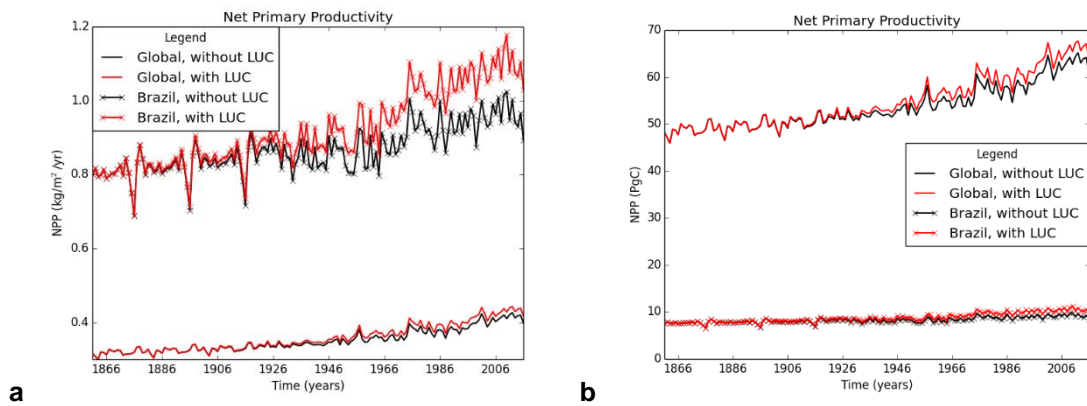 Net Primary Productivity
Legend
Global, without LUC
Global, with LUC
Brazil, without LUC
Brazil, with LUC
NPP (kg/m² /yr)
1.2
1.0
0.8
0.6
0.4
1866
1886
1906
1926
1946
1966
1986
2006
Time (years)
a
Net Primary Productivity
NPP (PgC)
70
60
50
40
30
20
10
0
Legend
Global, without LUC
Global, with LUC
Brazil, without LUC
Brazil, with LUC
1866
1886
1906
1926
1946
1966
1986
2006
Time (years)
b